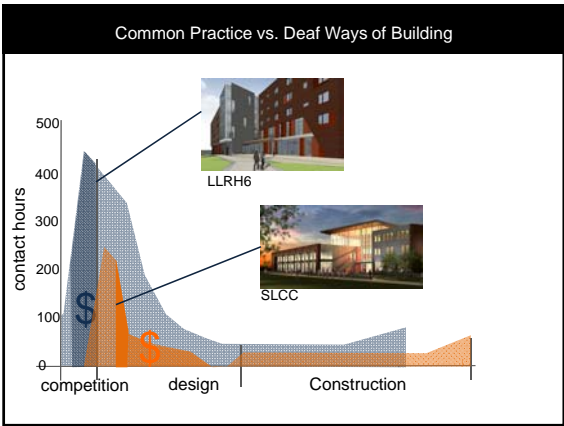 Common Practice vs. Deaf Ways of Building
LLRH6
SLCC
contact hours
500
400
300
200
100
0
$
$
competition
design
Construction